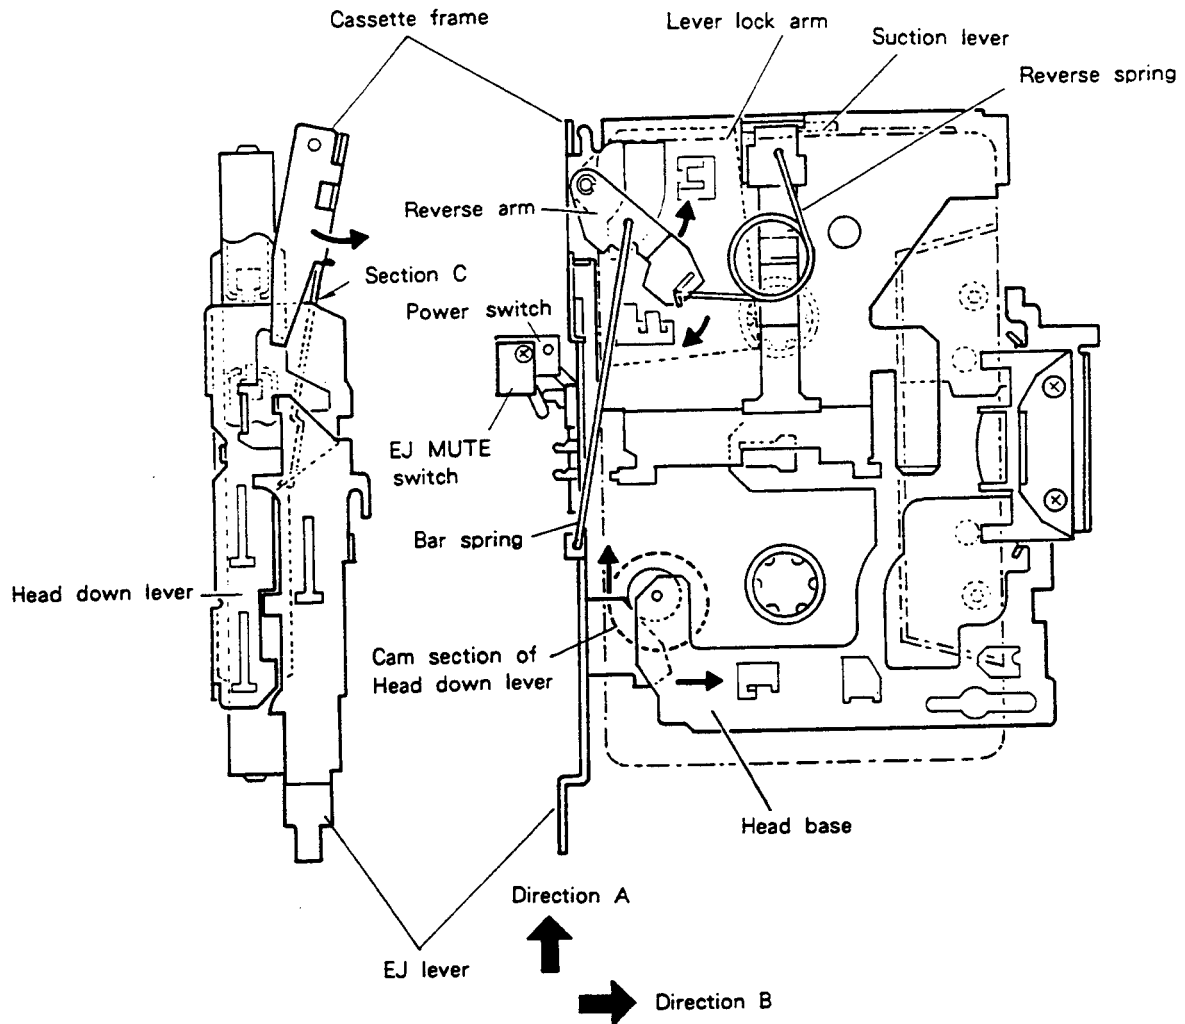 Cassette frame
Lever lock arm
Suction lever
Reverse spring
Reverse arm
Section C
Power switch
EJ MUTE
switch
Bar spring
Head down lever
Cam section of
Head down lever
Head base
Direction A
EJ lever
Direction B